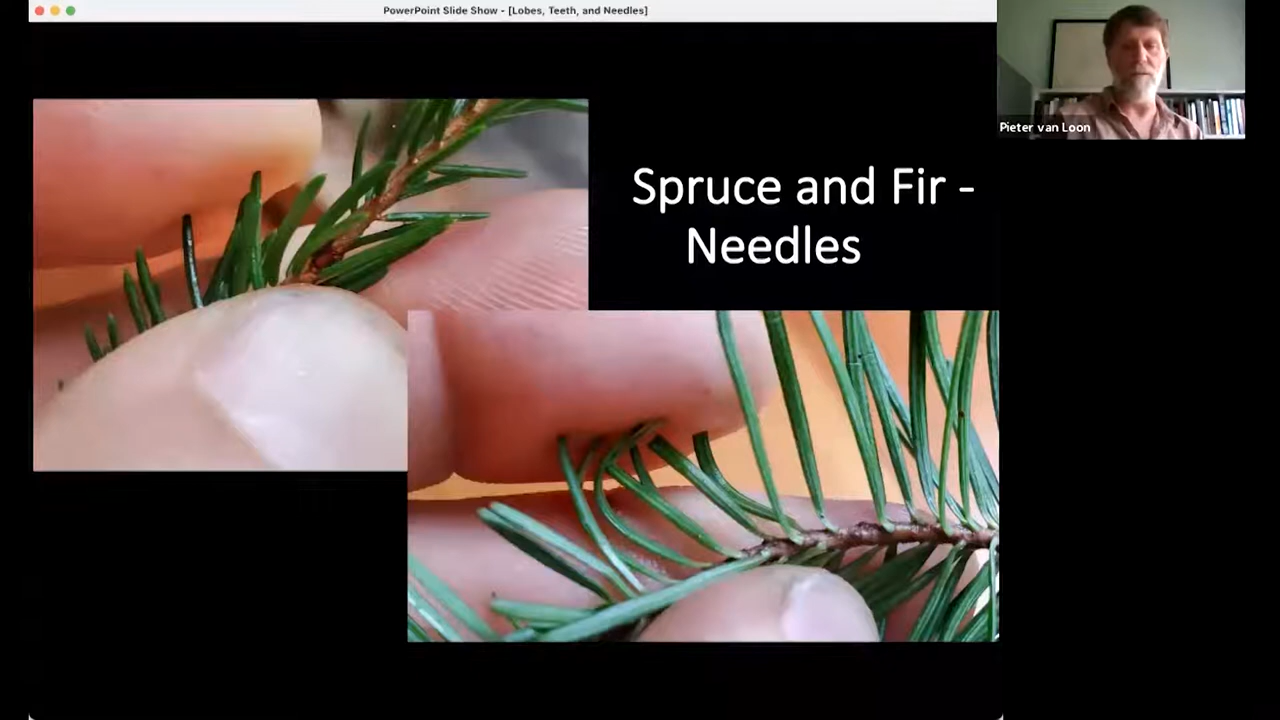 PowerPoint Slide Show - [Lobes, Teeth, and Needles]
Pieter van Loon
Spruce and Fir -
Needles